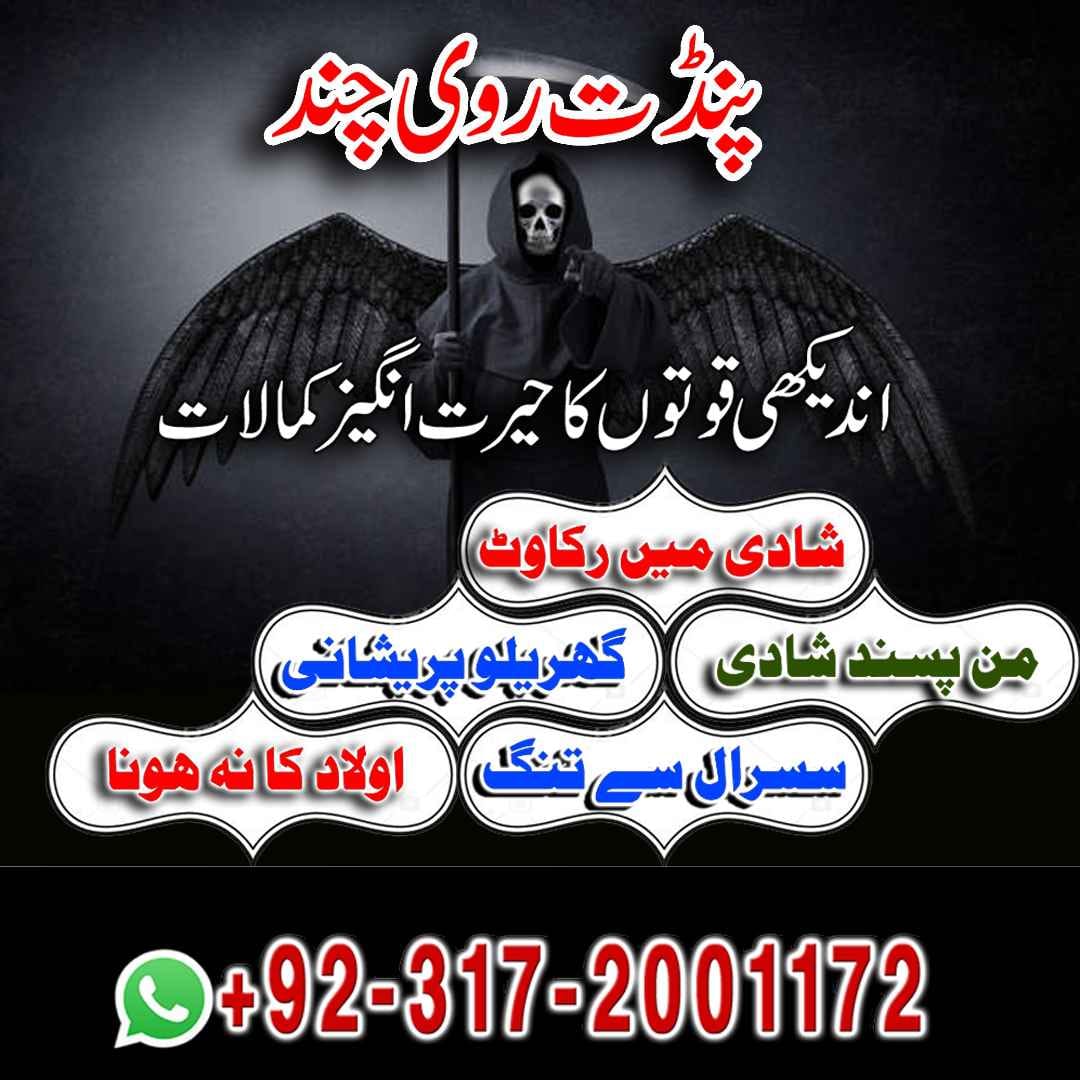 پنڈت روی چند
اندیکھی قوتوں کا حیرت انگیز کمالات
شادی میں رکاوٹ
من پسند شادی
گھریلو پریشانی
سسرال سے تنگ
اولاد کا نہ ہونا
+92-317-2001172